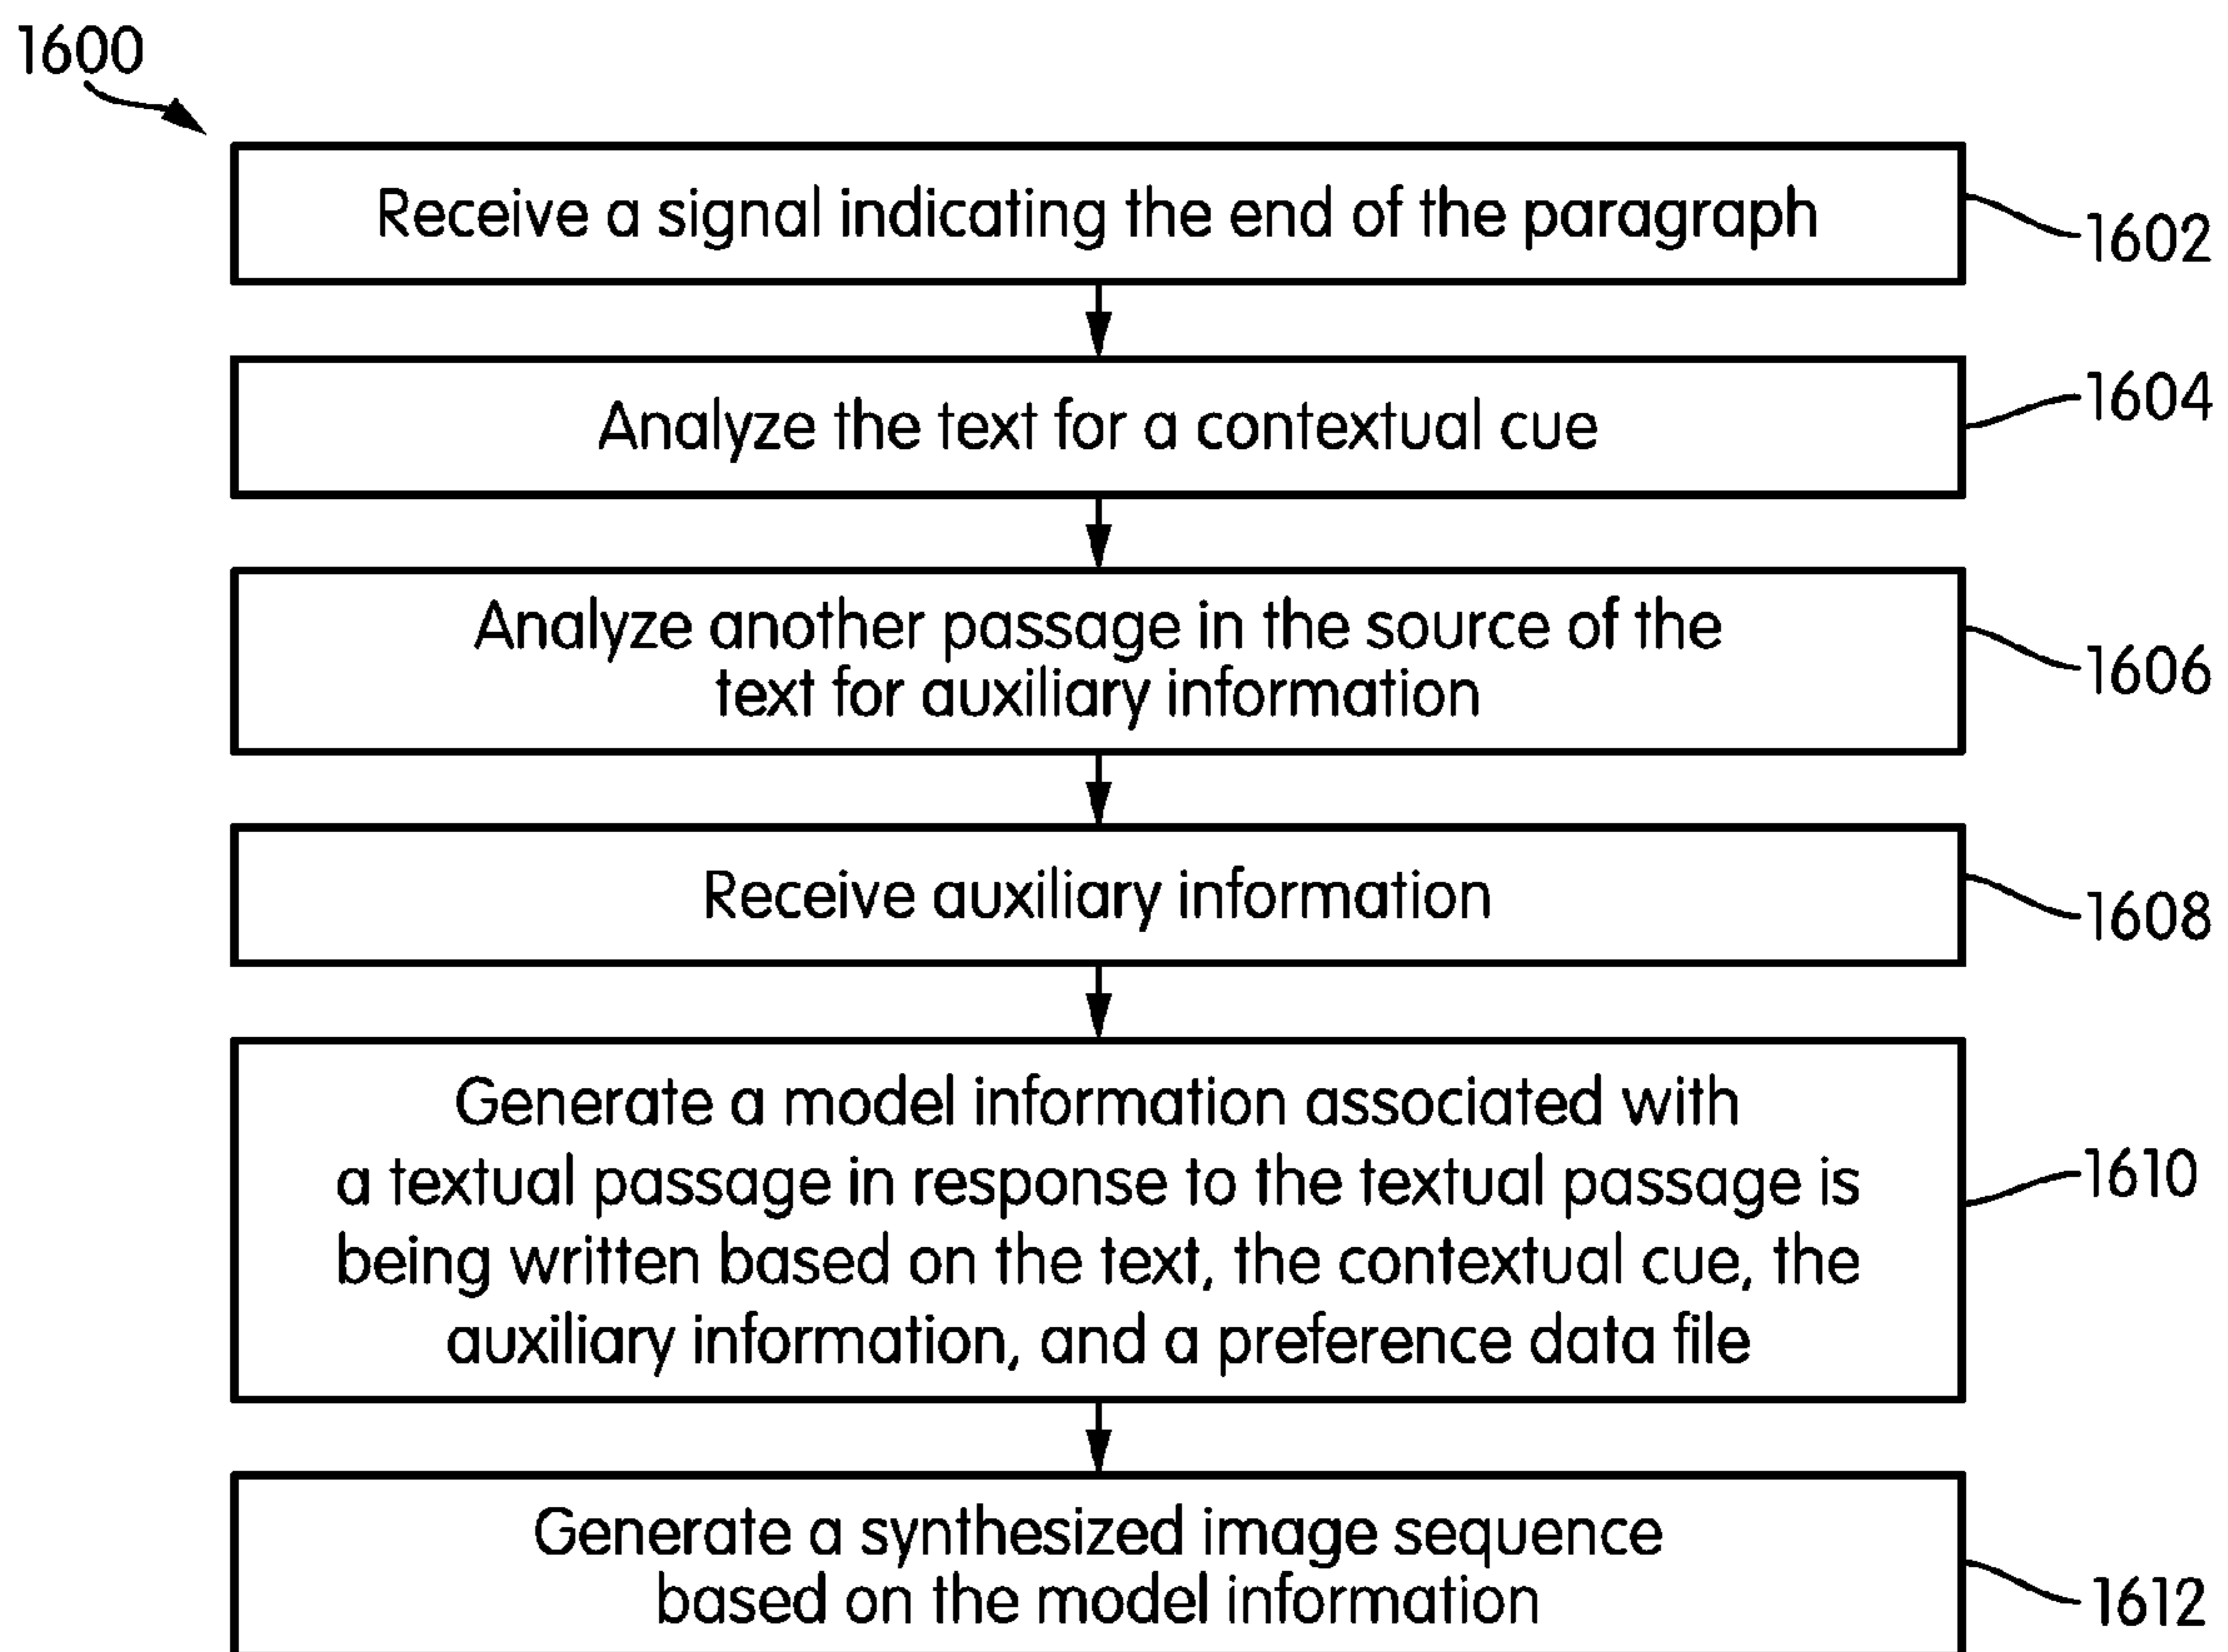 1600
Receive a signal indicating the end of the paragraph
1602
Analyze the text for a contextual cue
1604
Analyze another passage in the source of the
text for auxiliary information
1606
Receive auxiliary information
1608
Generate a model information associated with
a textual passage in response to the textual passage is
being written based on the text, the contextual cue, the
auxiliary information, and a preference data file
1610
Generate a synthesized image sequence
based on the model information
1612